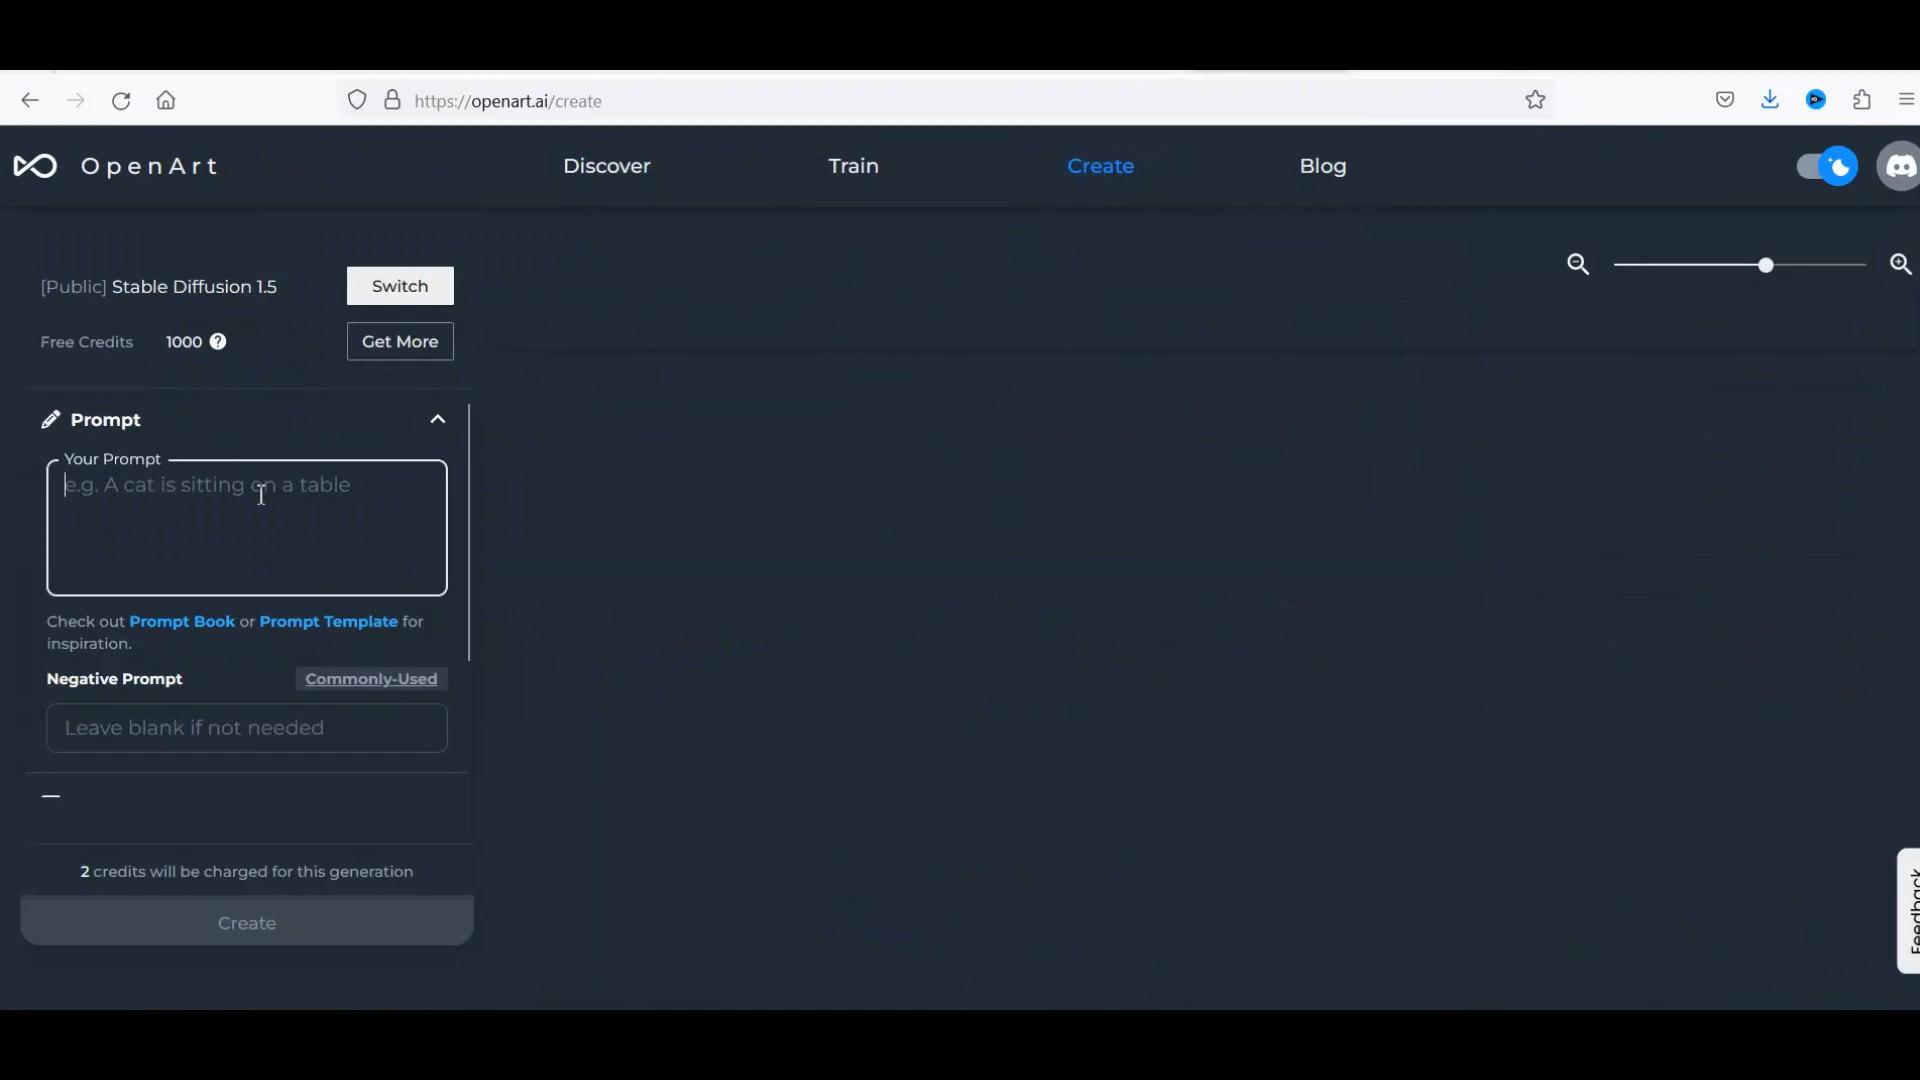 https://openart.ai/create
OpenArt
Discover
Train
Create
Blog
[Public] Stable Diffusion 1.5
Switch
Free Credits 1000 ?
Get More
Prompt
Your Prompt
e.g. A cat is sitting on a table
Check out Prompt Book or Prompt Template for
inspiration.
Negative Prompt
Commonly-Used
Leave blank if not needed
2 credits will be charged for this generation
Create
Feedback